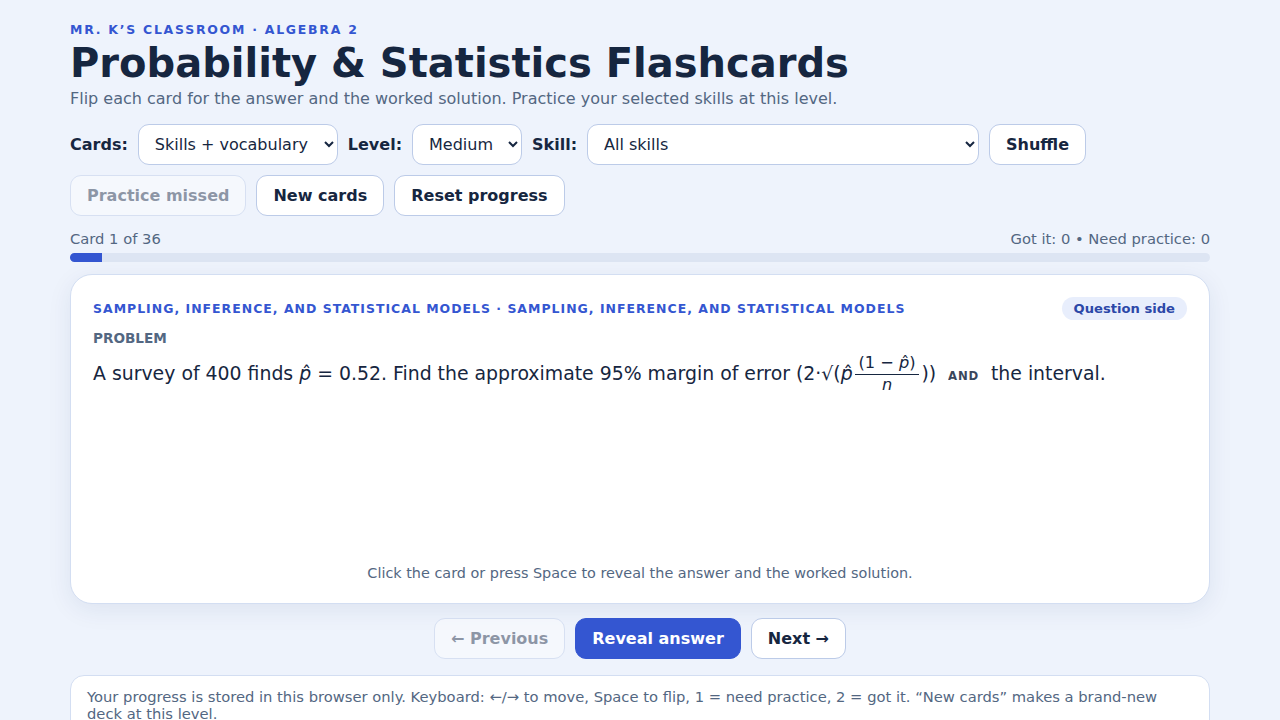 MR. K’S CLASSROOM · ALGEBRA 2
Probability & Statistics Flashcards
Flip each card for the answer and the worked solution. Practice your selected skills at this level.
Cards: Skills + vocabulary Level: Medium Skill: All skills Shuffle
Practice missed New cards Reset progress
Card 1 of 36 Got it: 0 • Need practice: 0
SAMPLING, INFERENCE, AND STATISTICAL MODELS · SAMPLING, INFERENCE, AND STATISTICAL MODELS Question side
PROBLEM
A survey of 400 finds p̂ = 0.52. Find the approximate 95% margin of error (2·√(p̂ (1 − p̂)/n )) AND the interval.
Click the card or press Space to reveal the answer and the worked solution.
← Previous Reveal answer Next →
Your progress is stored in this browser only. Keyboard: ←/→ to move, Space to flip, 1 = need practice, 2 = got it. “New cards” makes a brand-new
deck at this level.